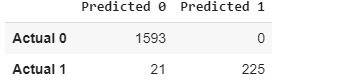 Predicted 0 Predicted 1
Actual 0 1593 0
Actual 1 21 225